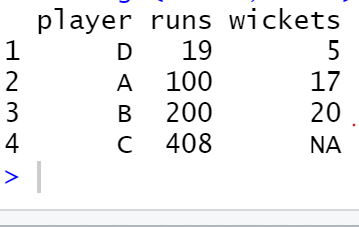 player runs wickets
1 D 19 5
2 A 100 17
3 B 200 20
4 C 408 NA
>